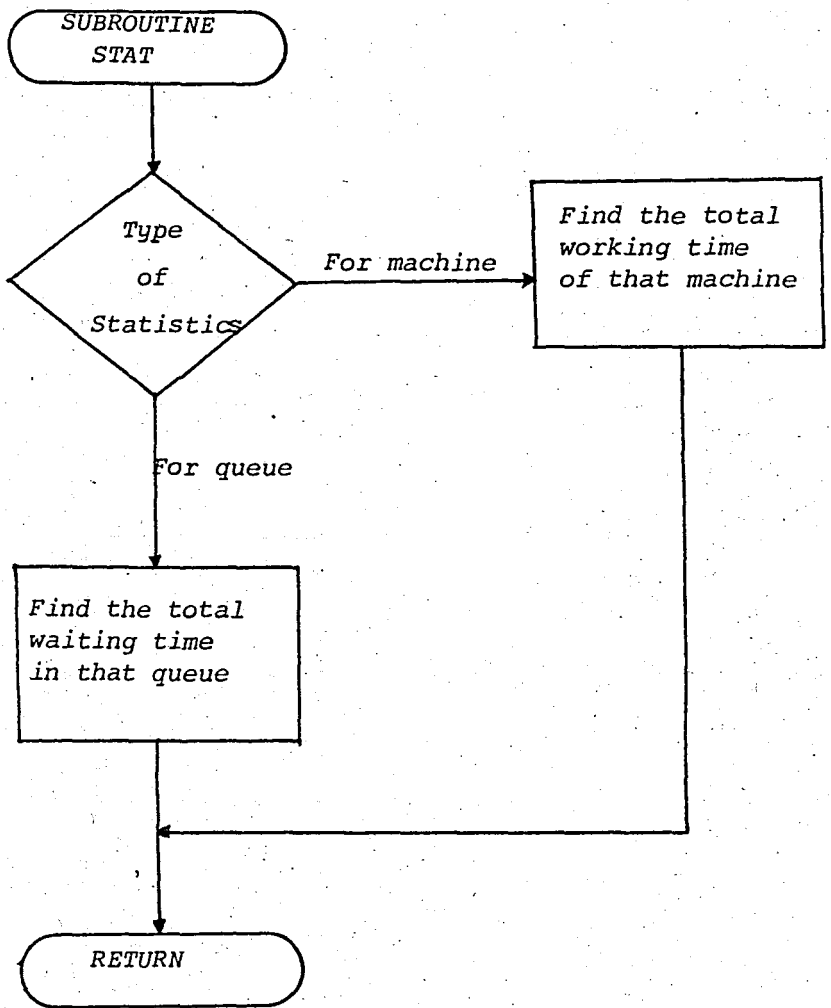 SUBROUTINE
STAT
Type
of
Statistics
For machine
Find the total
working time
of that machine
For queue
Find the total
waiting time
in that queue
RETURN